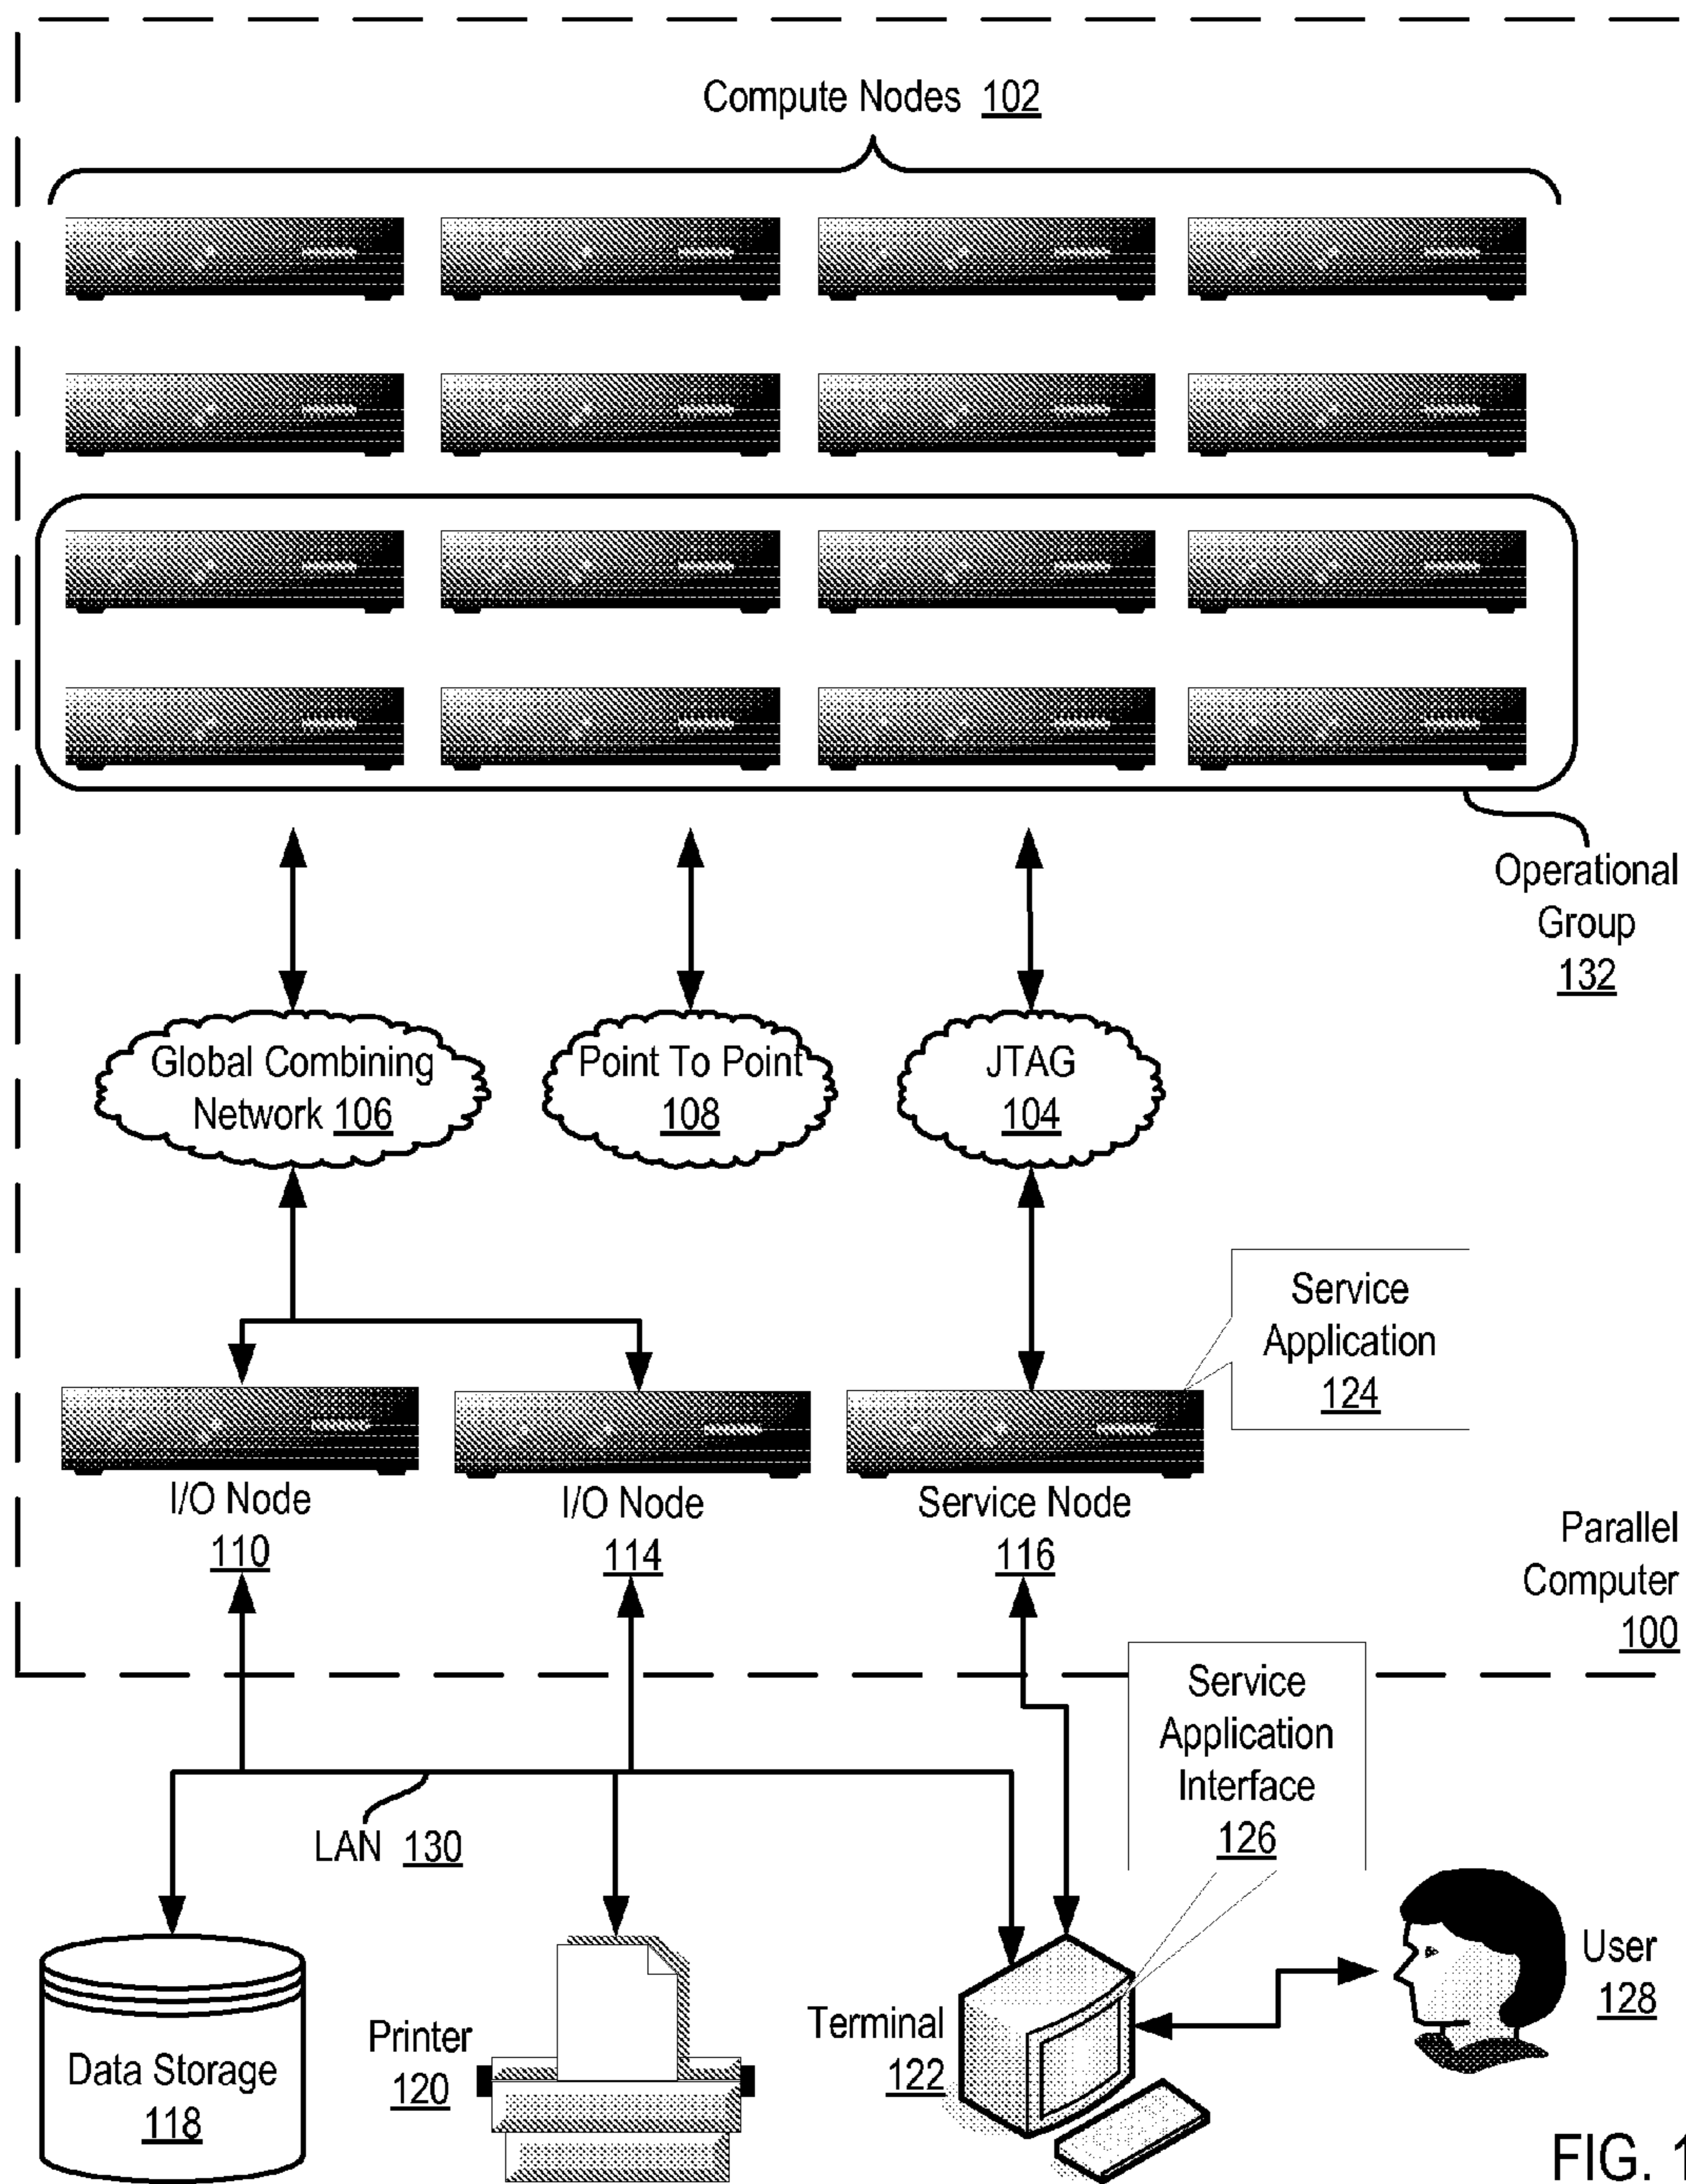 Compute Nodes 102
Operational
Group
132
Global Combining
Network 106
Point To Point
108
JTAG
104
Service
Application
124
I/O Node
110
I/O Node
114
Service Node
116
Parallel
Computer
100
Service
Application
Interface
126
LAN 130
Data Storage
118
Printer
120
Terminal
122
User
128
FIG. 1